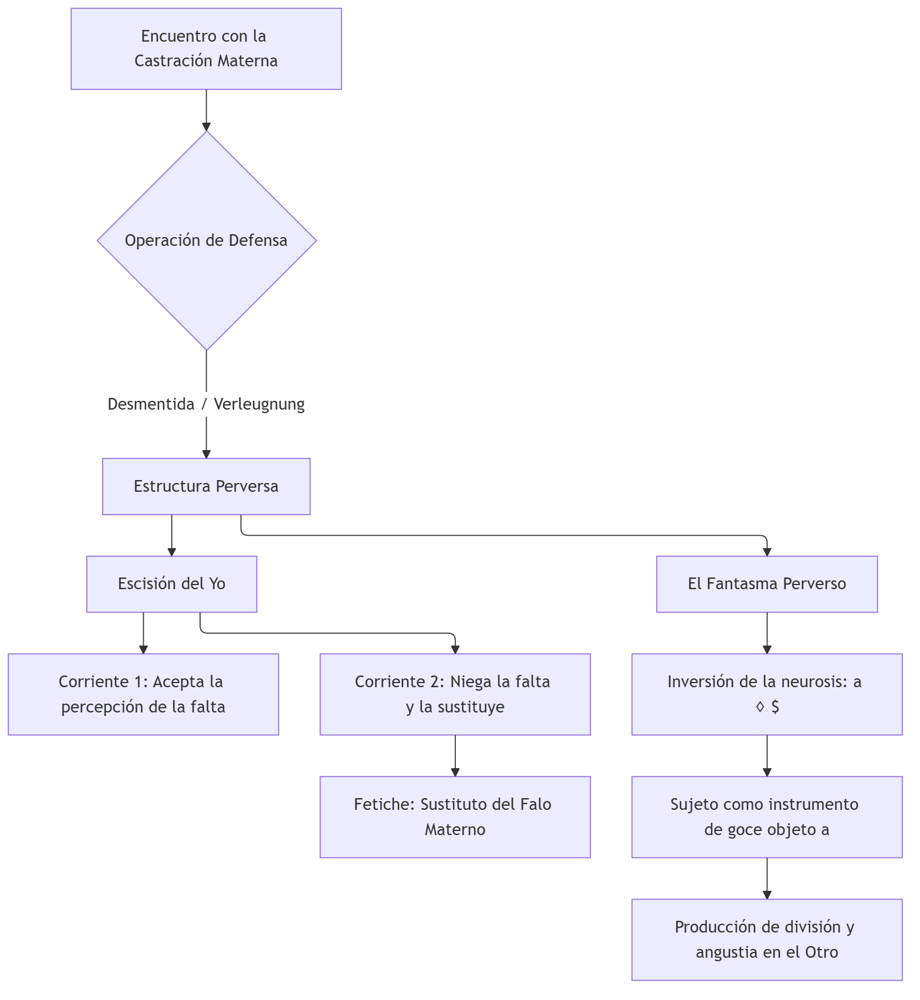 Encuentro con la
Castración Materna
Operación de Defensa
Desmentida / Verleugnung
Estructura Perversa
Escisión del Yo
El Fantasma Perverso
Corriente 1: Acepta la
percepción de la falta
Corriente 2: Niega la falta
y la sustituye
Inversión de la neurosis: a
◊ $
Fetiche: Sustituto del Falo
Materno
Sujeto como instrumento
de goce objeto a
Producción de división y
angustia en el Otro